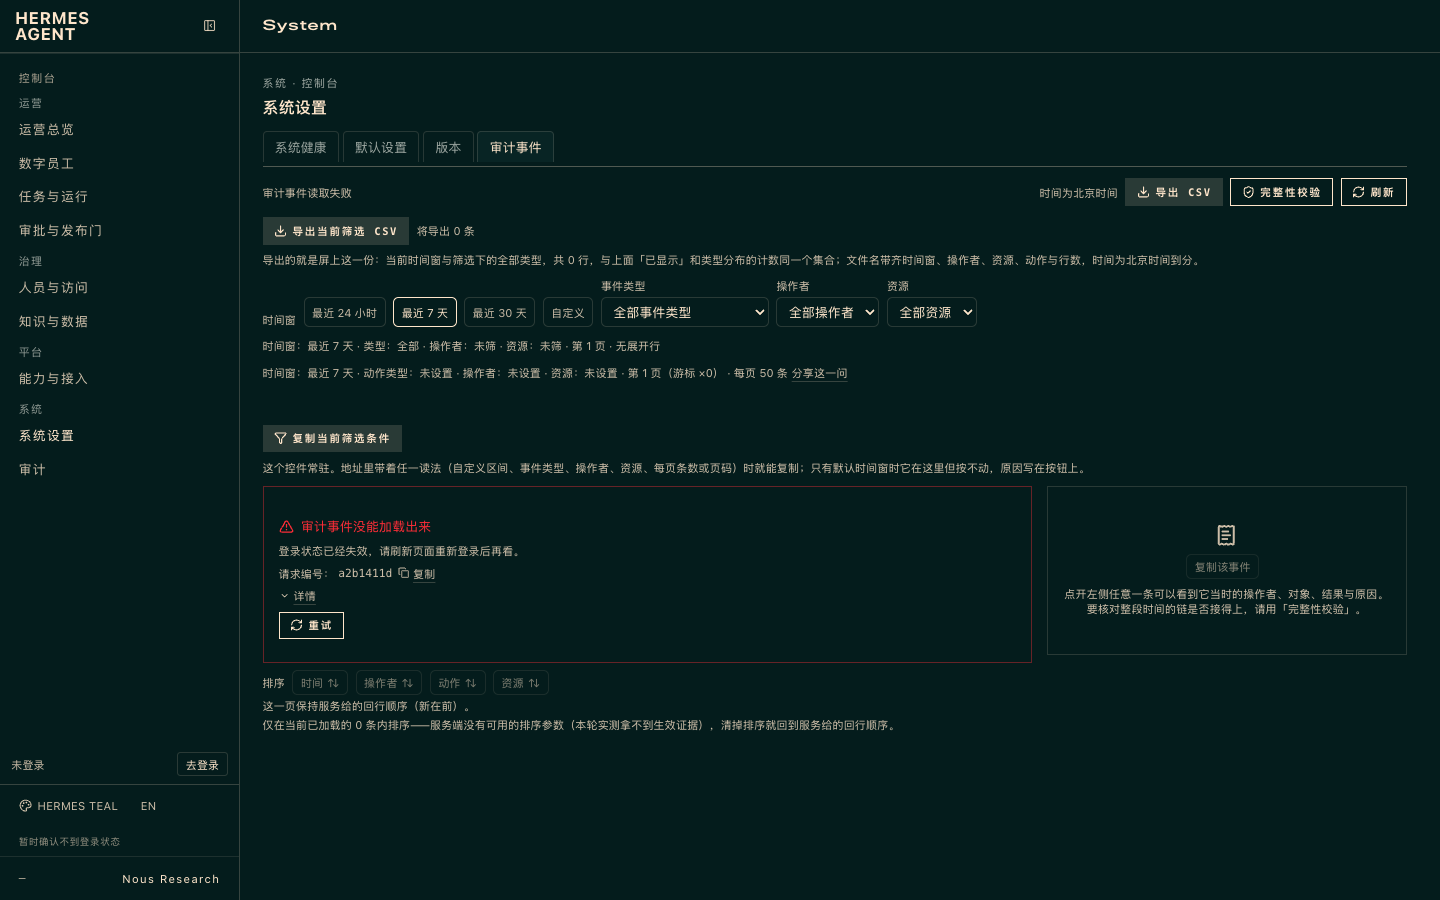 HERMES
AGENT
System
控制台
运营
运营总览
数字员工
任务与运行
审批与发布门
治理
人员与访问
知识与数据
平台
能力与接入
系统
系统设置
审计
未登录
去登录
HERMES TEAL EN
暂时确认不到登录状态
— Nous Research
系统 · 控制台
系统设置
系统健康 默认设置 版本 审计事件
审计事件读取失败 时间为北京时间 导出 CSV 完整性校验 刷新
导出当前筛选 CSV 将导出 0 条
导出的就是屏上这一份：当前时间窗与筛选下的全部类型，共 0 行，与上面「已显示」和类型分布的计数同一个集合；文件名带齐时间窗、操作者、资源、动作与行数，时间为北京时间到分。
事件类型 操作者 资源
时间窗 最近 24 小时 最近 7 天 最近 30 天 自定义 全部事件类型 全部操作者 全部资源
时间窗：最近 7 天 · 类型：全部 · 操作者：未筛 · 资源：未筛 · 第 1 页 · 无展开行
时间窗：最近 7 天 · 动作类型：未设置 · 操作者：未设置 · 资源：未设置 · 第 1 页（游标 ×0） · 每页 50 条 分享这一问
复制当前筛选条件
这个控件常驻。地址里带着任一读法（自定义区间、事件类型、操作者、资源、每页条数或页码）时就能复制；只有默认时间窗时它在这里但按不动，原因写在按钮上。
审计事件没能加载出来
登录状态已经失效，请刷新页面重新登录后再看。
请求编号： a2b1411d 复制
详情
重试
复制该事件
点开左侧任意一条可以看到它当时的操作者、对象、结果与原因。
要核对整段时间的链是否接得上，请用「完整性校验」。
排序 时间 操作者 动作 资源
这一页保持服务给的回行顺序（新在前）。
仅在当前已加载的 0 条内排序——服务端没有可用的排序参数（本轮实测拿不到生效证据），清掉排序就回到服务给的回行顺序。